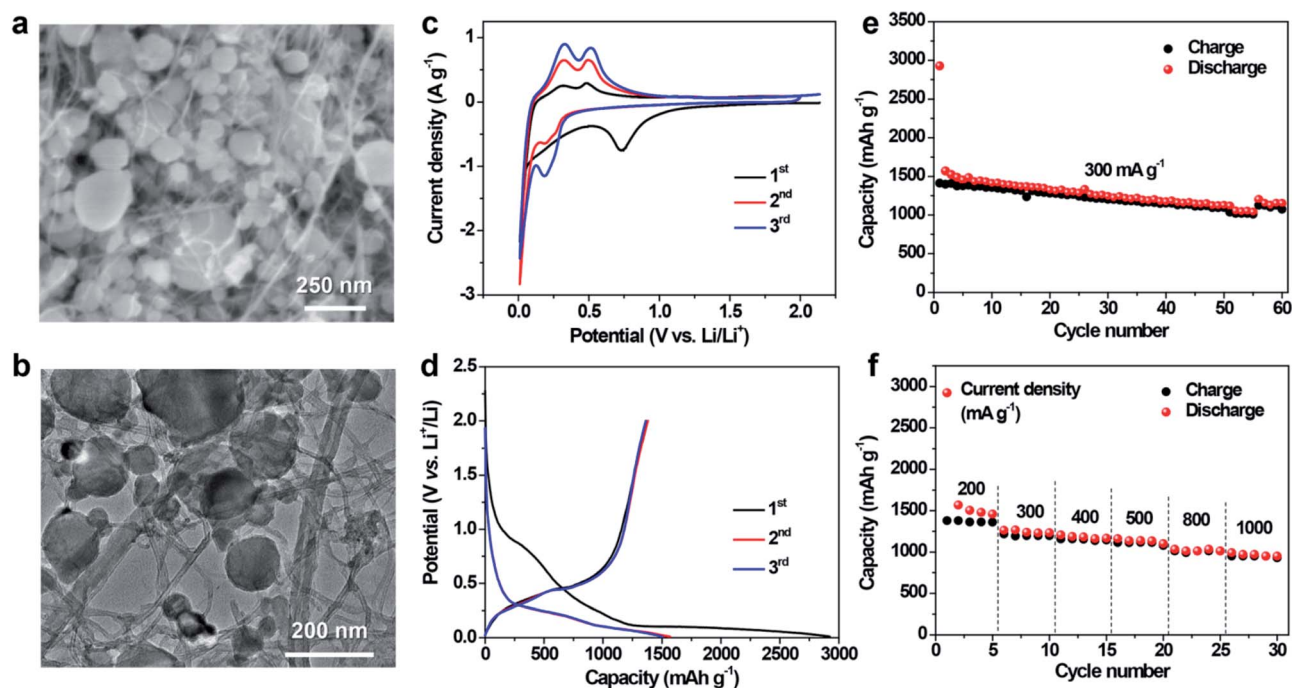 a
250 nm
b
200 nm
c
Current density (A g⁻¹)
1
0
-1
-2
-3
1ˢᵗ
2ⁿᵈ
3ʳᵈ
0.0 0.5 1.0 1.5 2.0
Potential (V vs. Li/Li⁺)
d
Potential (V vs. Li⁺/Li)
2.5
2.0
1.5
1.0
0.5
0.0
1ˢᵗ
2ⁿᵈ
3ʳᵈ
0 500 1000 1500 2000 2500 3000
Capacity (mAh g⁻¹)
e
Capacity (mAh g⁻¹)
3500
3000
2500
2000
1500
1000
500
0
Charge
Discharge
300 mA g⁻¹
0 10 20 30 40 50 60
Cycle number
f
Capacity (mAh g⁻¹)
3000
2500
2000
1500
1000
500
0
Current density
(mA g⁻¹)
Charge
Discharge
200 300 400 500 800 1000
0 5 10 15 20 25 30
Cycle number